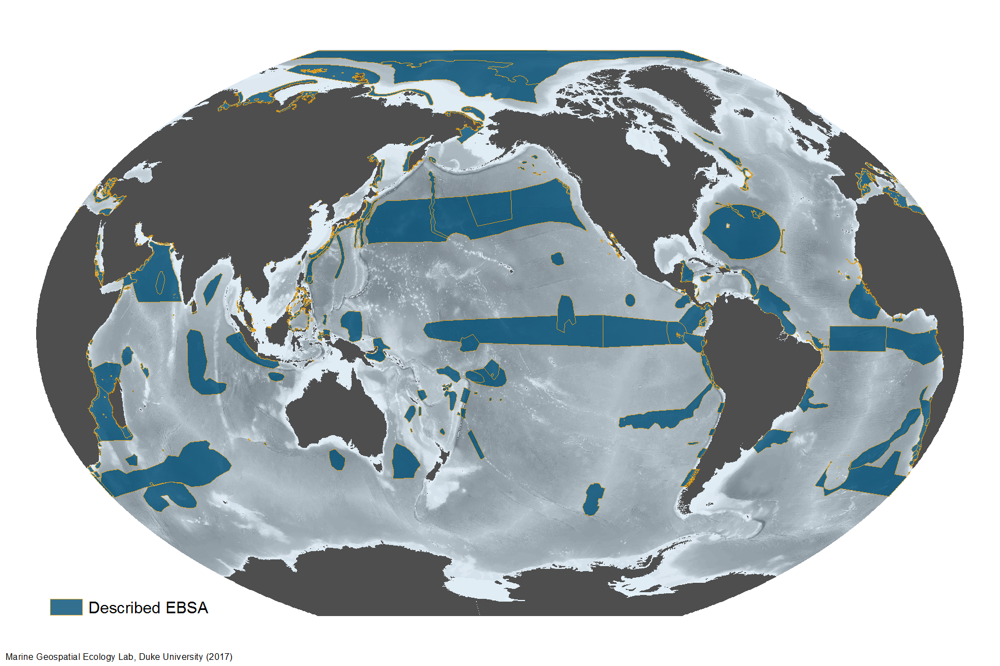 Described EBSA
Marine Geospatial Ecology Lab, Duke University (2017)